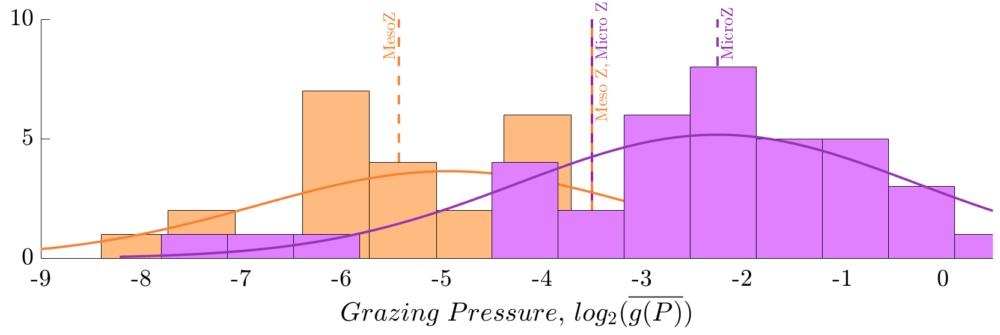 10
MesoZ
Meso Z, Micro Z
MicroZ
5
0
-9 -8 -7 -6 -5 -4 -3 -2 -1 0
Grazing Pressure, log₂(g̅(̅P̅)̅)